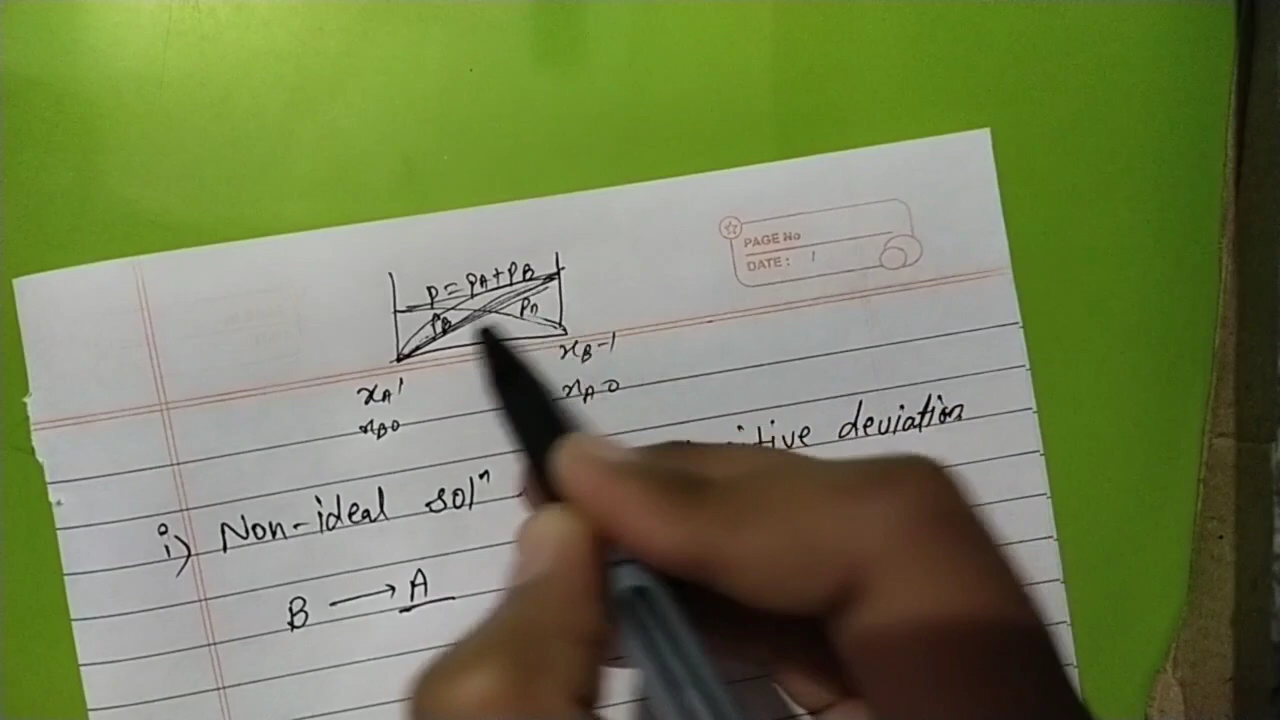 PAGE No
DATE : /
P = PA + PB
PB
PA
xA 1
xB 0
xB - 1
xA 0
i) Non-ideal solⁿ
deviation
B → A